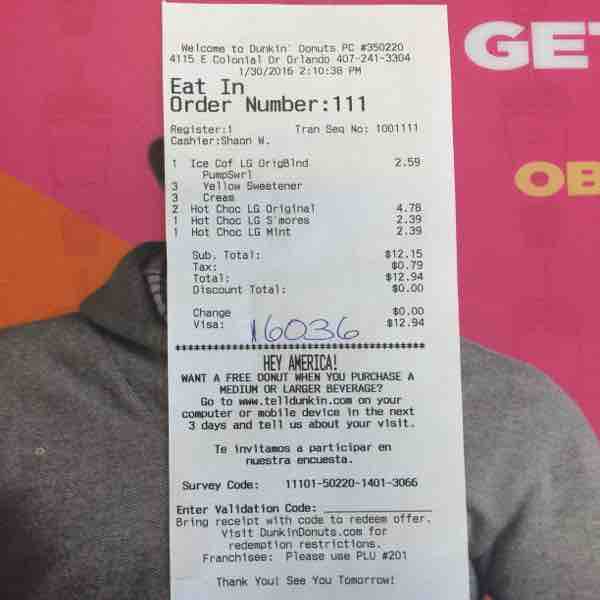 GET
OB
Welcome to Dunkin' Donuts PC #350220
4115 E Colonial Dr Orlando 407-241-3304
1/30/2016 2:10:38 PM
Eat In
Order Number:111
Register:1 Tran Seq No: 1001111
Cashier:Shaon W.
1 Ice Cof LG OrigBlnd 2.59
PumpSwrl
3 Yellow Sweetener
3 Cream
2 Hot Choc LG Original 4.78
1 Hot Choc LG S'mores 2.39
1 Hot Choc LG Mint 2.39
Sub. Total: $12.15
Tax: $0.79
Total: $12.94
Discount Total: $0.00
Change $0.00
Visa: $12.94
16036
HEY AMERICA!
WANT A FREE DONUT WHEN YOU PURCHASE A
MEDIUM OR LARGER BEVERAGE?
Go to www.telldunkin.com on your
computer or mobile device in the next
3 days and tell us about your visit.
Te invitamos a participar en
nuestra encuesta.
Survey Code: 11101-50220-1401-3066
Enter Validation Code:
Bring receipt with code to redeem offer.
Visit DunkinDonuts.com for
redemption restrictions.
Franchisee: Please use PLU #201
Thank You! See You Tomorrow!